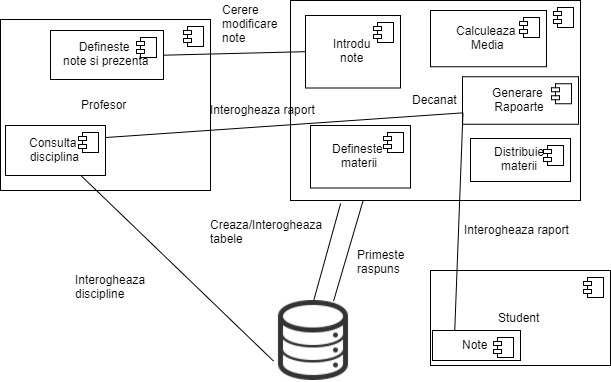 Cerere
modificare
note
Defineste
note si prezenta
Introdu
note
Calculeaza
Media
Profesor
Interogheaza raport
Decanat
Generare
Rapoarte
Consulta
disciplina
Defineste
materii
Distribuie
materii
Creaza/Interogheaza
tabele
Primeste
raspuns
Interogheaza raport
Interogheaza
discipline
Student
Note